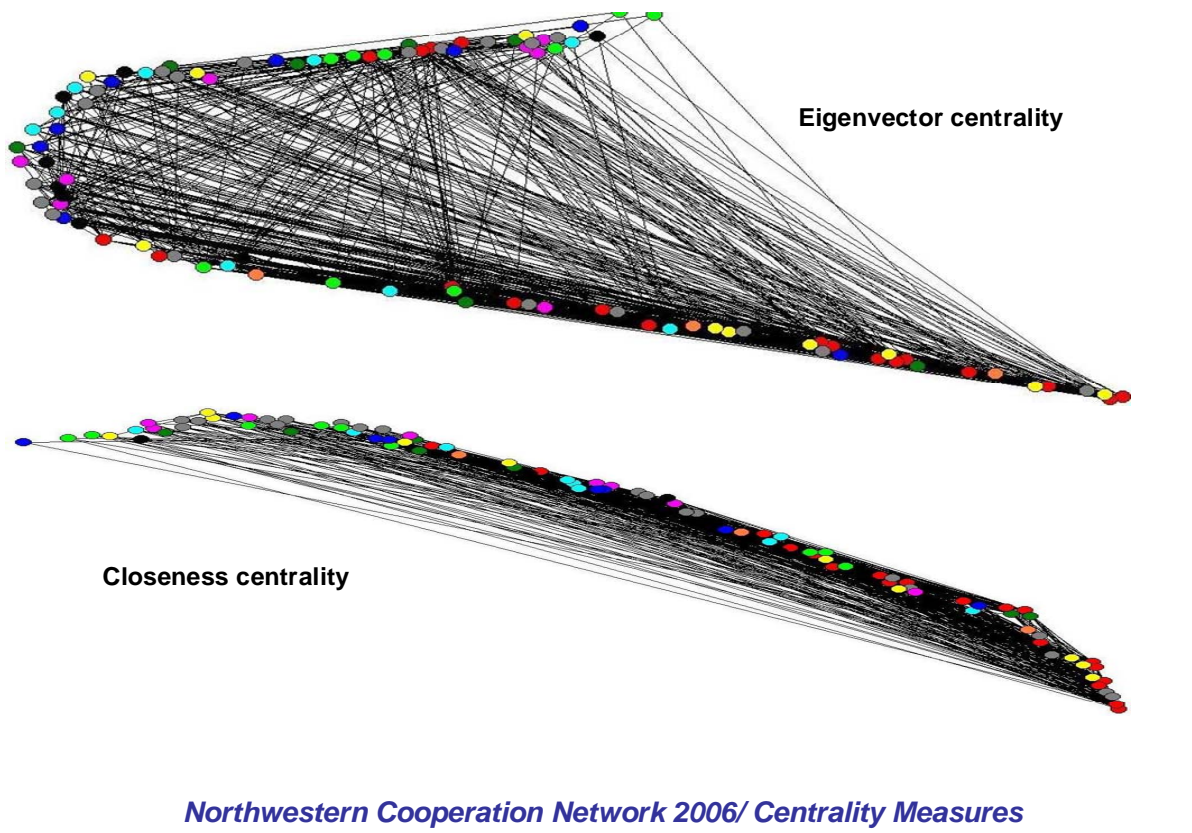 Eigenvector centrality
Closeness centrality
Northwestern Cooperation Network 2006/ Centrality Measures